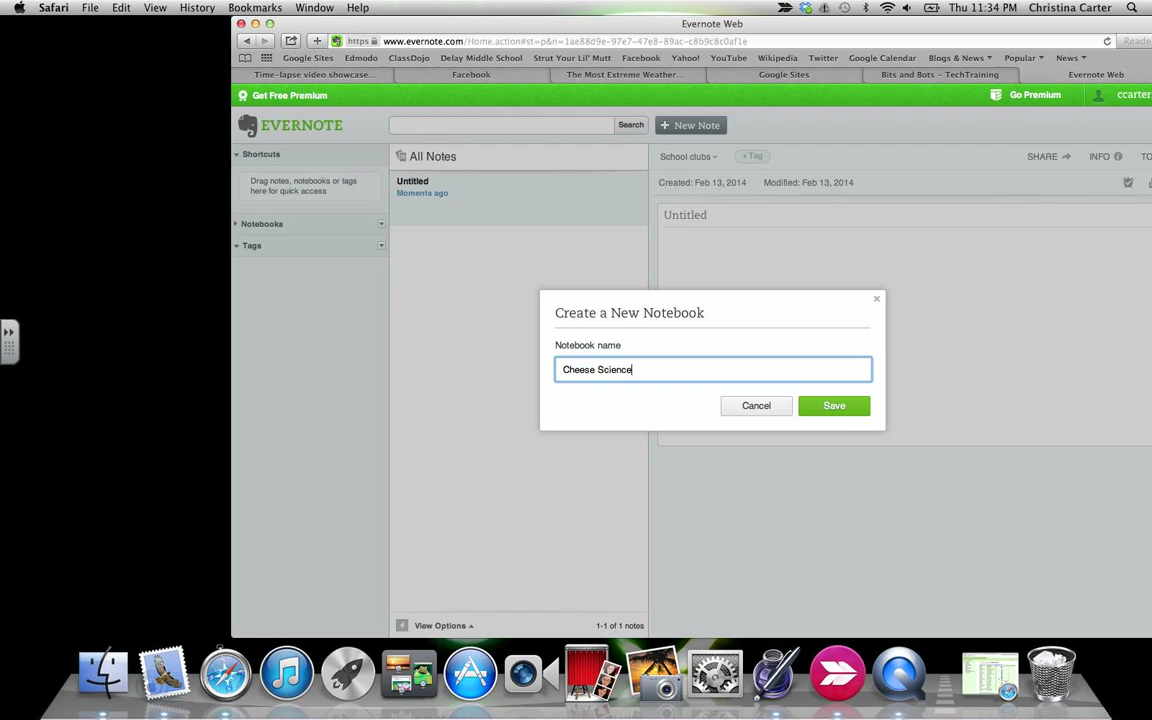 Safari File Edit View History Bookmarks Window Help Thu 11:34 PM Christina Carter
Evernote Web
https www.evernote.com/Home.action#st=p&n=1ae88d9e-97e7-47e8-89ac-c8b9c8c0af1e Reade
Google Sites Edmodo ClassDojo Delay Middle School Strut Your Lil' Mutt Facebook Yahoo! YouTube Wikipedia Twitter Google Calendar Blogs & News Popular News
Time-lapse video showcase... Facebook The Most Extreme Weather... Google Sites Bits and Bots – TechTraining Evernote Web
Get Free Premium Go Premium ccarter
EVERNOTE Search + New Note
Shortcuts All Notes School clubs + Tag SHARE INFO TO
Drag notes, notebooks or tags
here for quick access
Untitled
Moments ago
Created: Feb 13, 2014 Modified: Feb 13, 2014
Notebooks
Tags
Untitled
Create a New Notebook
Notebook name
Cheese Science
Cancel Save
View Options 1-1 of 1 notes